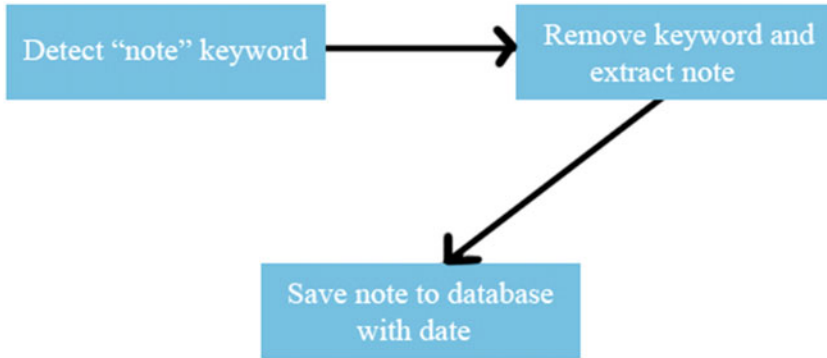 Detect “note” keyword
Remove keyword and
extract note
Save note to database
with date